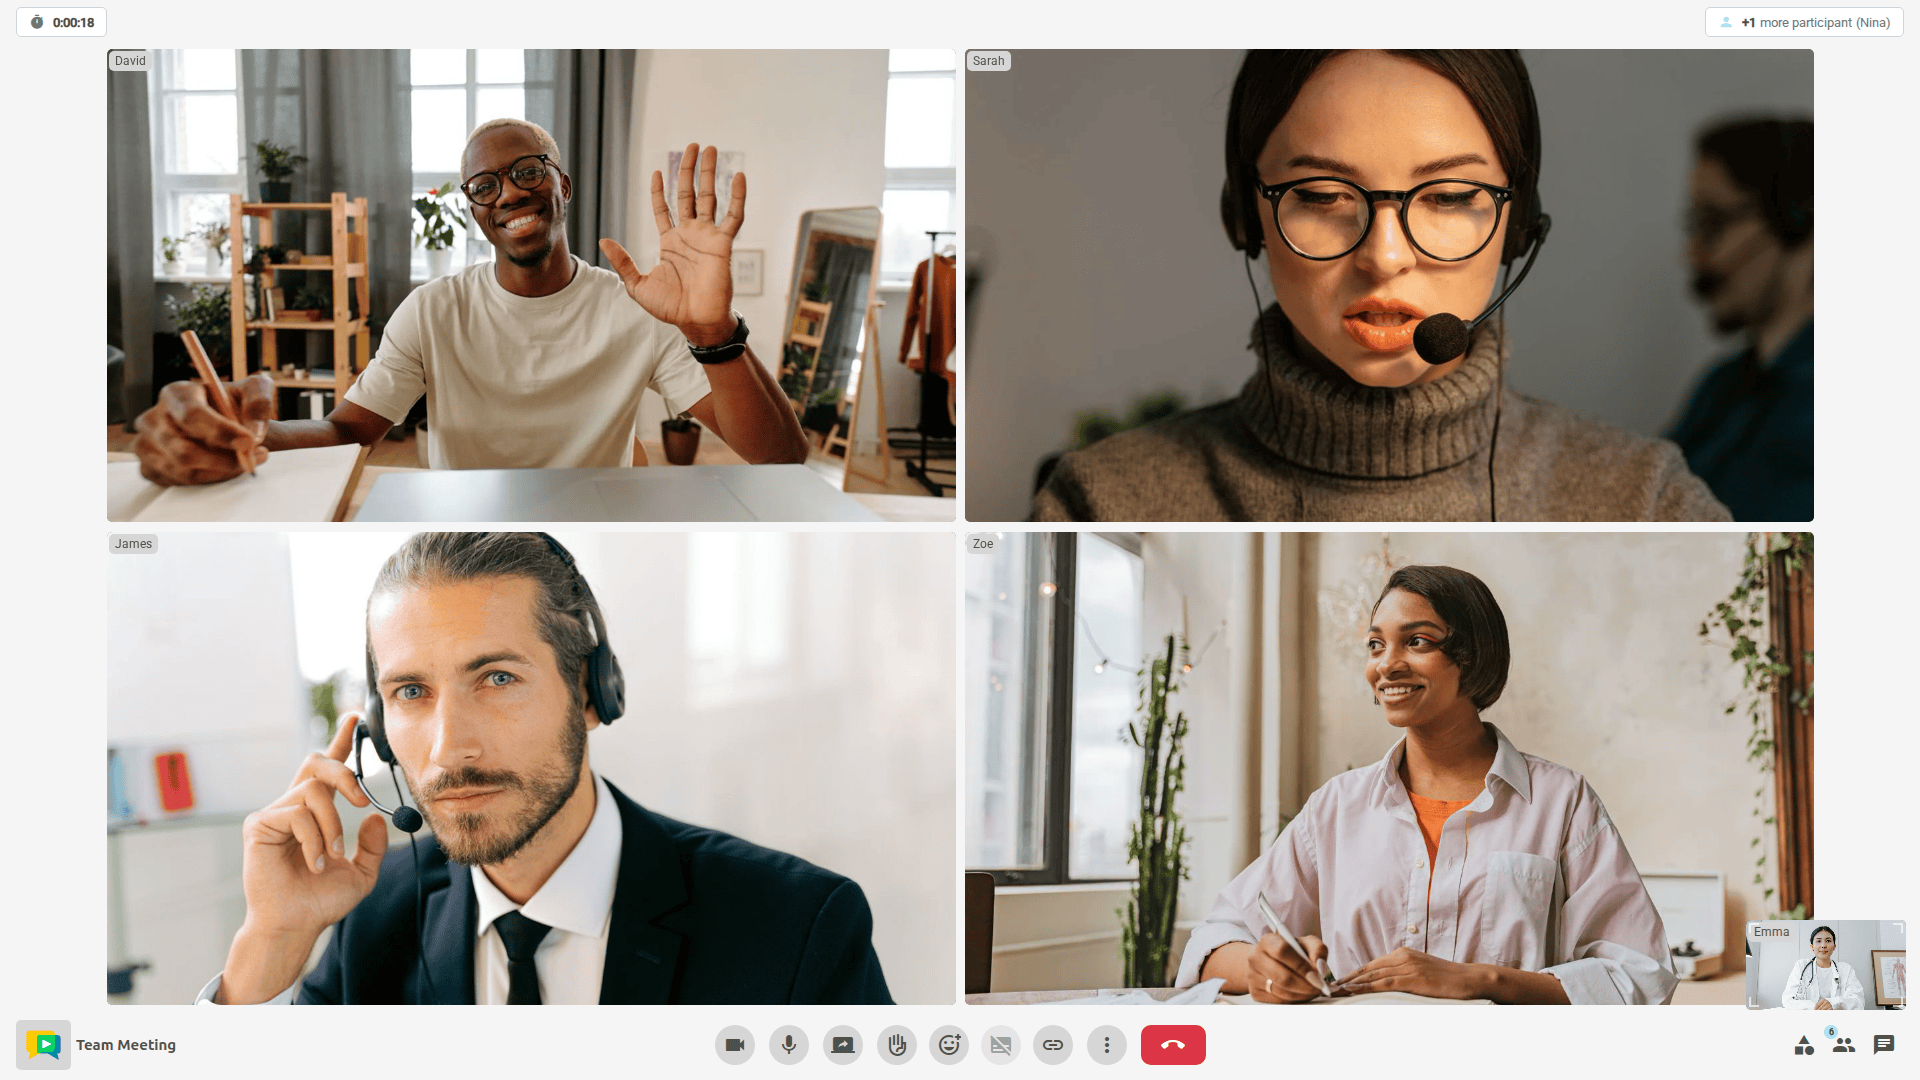 0:00:18
+1 more participant (Nina)
David
Sarah
James
Zoe
Emma
Team Meeting
6